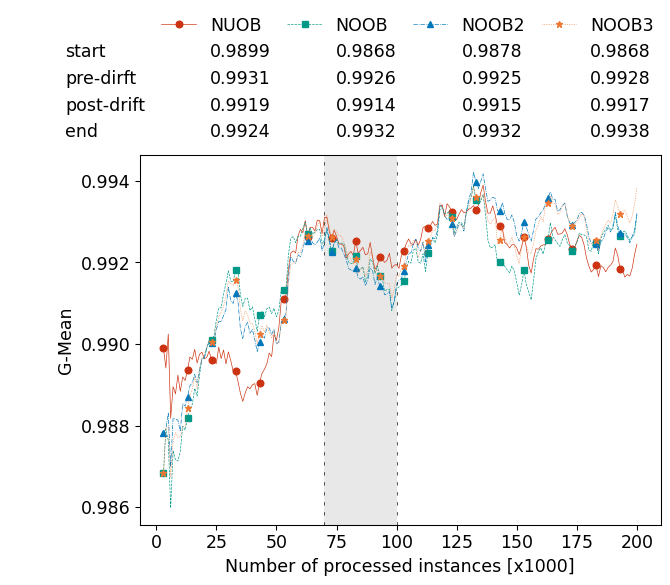 NUOB NOOB NOOB2 NOOB3
start 0.9899 0.9868 0.9878 0.9868
pre-dirft 0.9931 0.9926 0.9925 0.9928
post-drift 0.9919 0.9914 0.9915 0.9917
end 0.9924 0.9932 0.9932 0.9938
0.994
0.992
0.990
0.988
0.986
G-Mean
0 25 50 75 100 125 150 175 200
Number of processed instances [x1000]